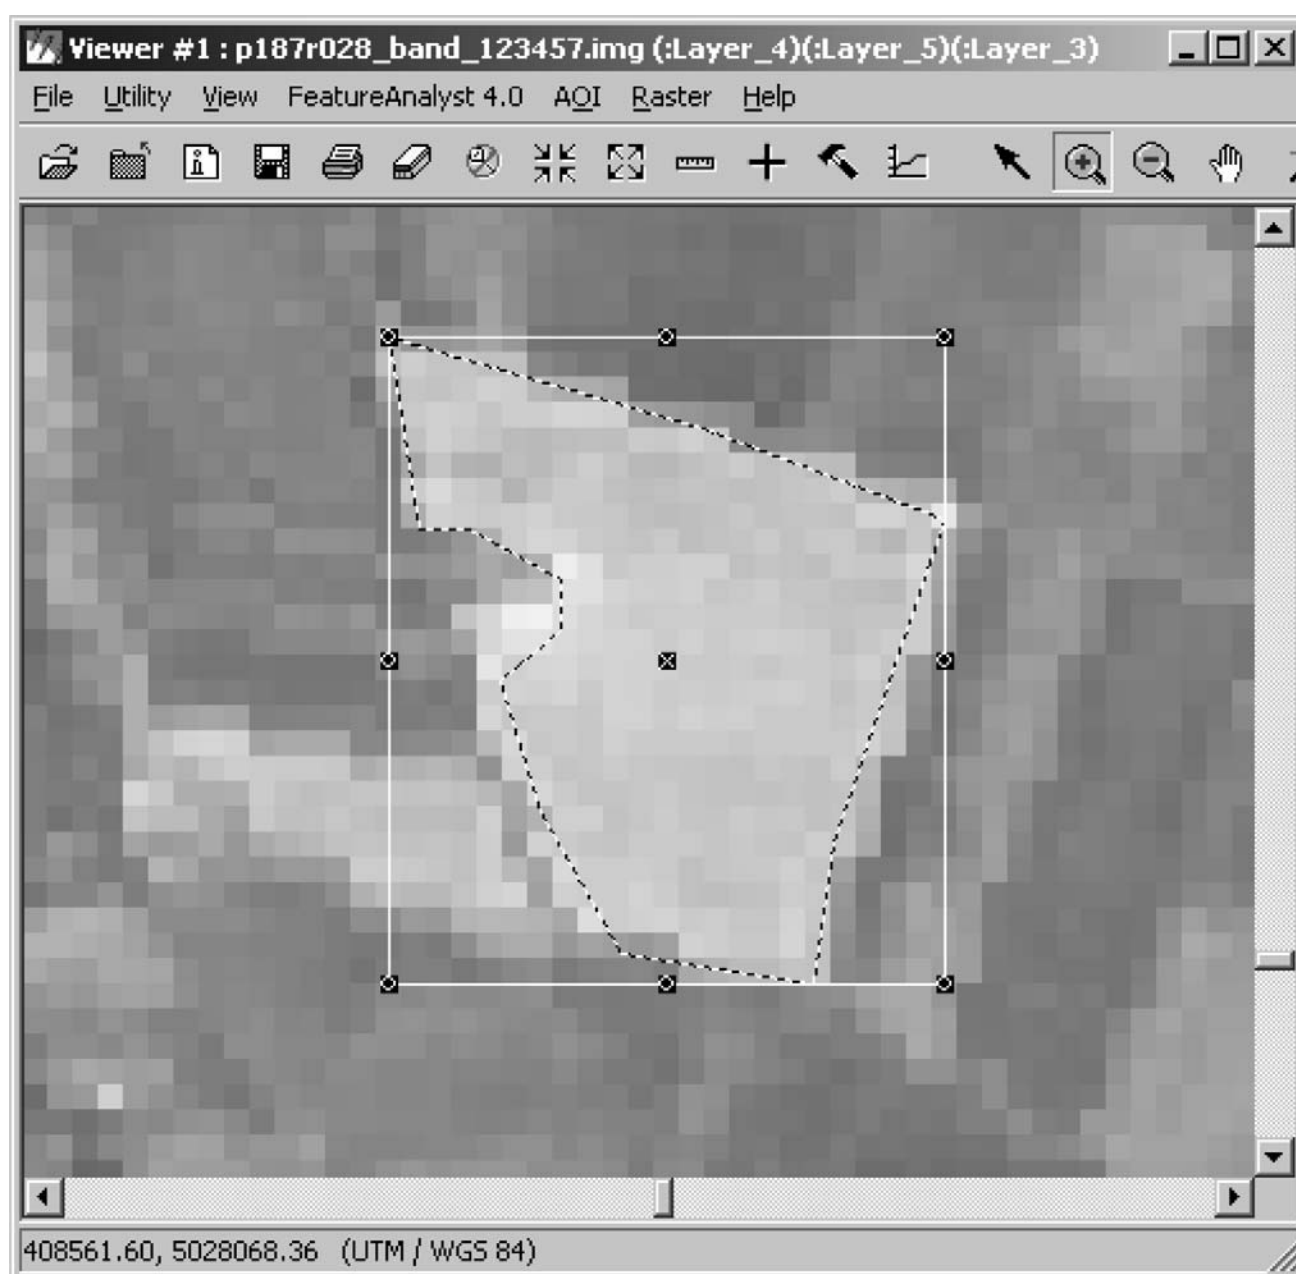 Viewer #1 : p187r028_band_123457.img (:Layer_4)(:Layer_5)(:Layer_3)
File Utility View FeatureAnalyst 4.0 AOI Raster Help
408561.60, 5028068.36 (UTM / WGS 84)